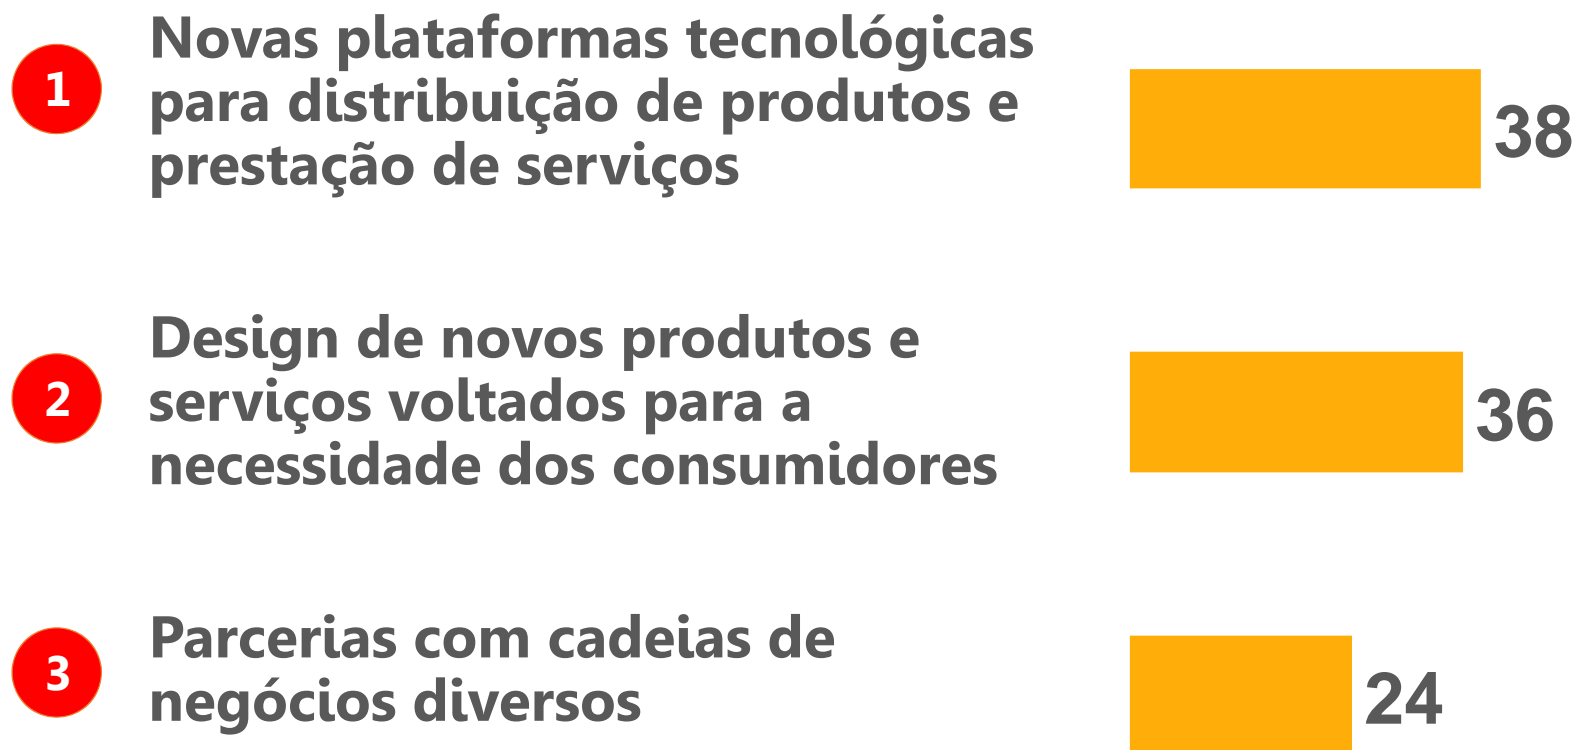 1
Novas plataformas tecnológicas
para distribuição de produtos e
prestação de serviços
38
2
Design de novos produtos e
serviços voltados para a
necessidade dos consumidores
36
3
Parcerias com cadeias de
negócios diversos
24